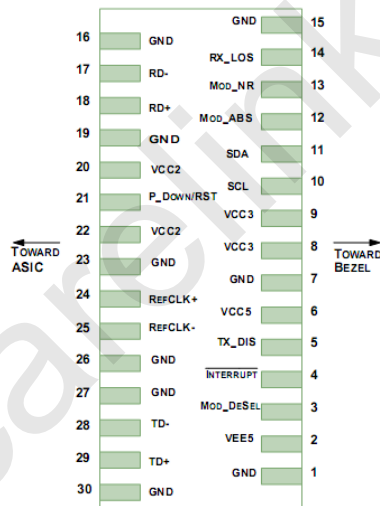 GND 15
16 GND
RX_LOS 14
17 RD-
MOD_NR 13
18 RD+
MOD_ABS 12
19 GND
SDA 11
20 VCC2
SCL 10
21 P_DOWN/RST
VCC3 9
22 VCC2
TOWARD ASIC
VCC3 8
TOWARD BEZEL
23 GND
GND 7
24 REFCLK+
VCC5 6
25 REFCLK-
TX_DIS 5
26 GND
INTERRUPT 4
27 GND
MOD_DESEL 3
28 TD-
VEE5 2
29 TD+
GND 1
30 GND
arelink